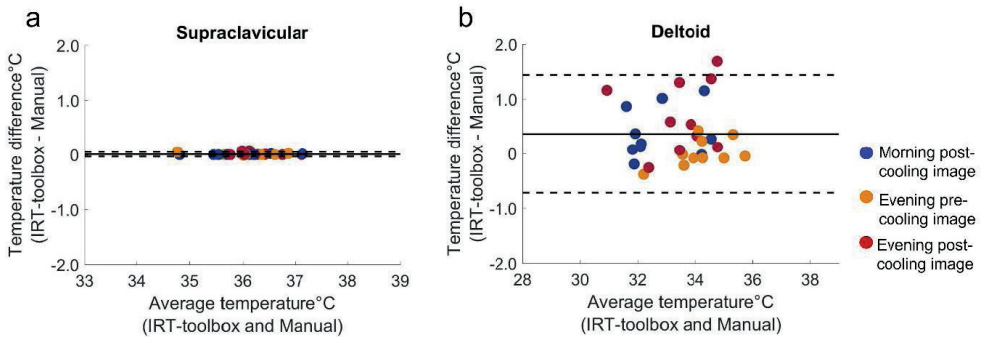 a
Supraclavicular
2.0
1.0
0
-1.0
-2.0
Temperature difference°C
(IRT-toolbox - Manual)
33 34 35 36 37 38 39
Average temperature°C
(IRT-toolbox and Manual)
b
Deltoid
2.0
1.0
0
-1.0
-2.0
Temperature difference°C
(IRT-toolbox - Manual)
28 30 32 34 36 38
Average temperature°C
(IRT-toolbox and Manual)
Morning post-
cooling image
Evening pre-
cooling image
Evening post-
cooling image